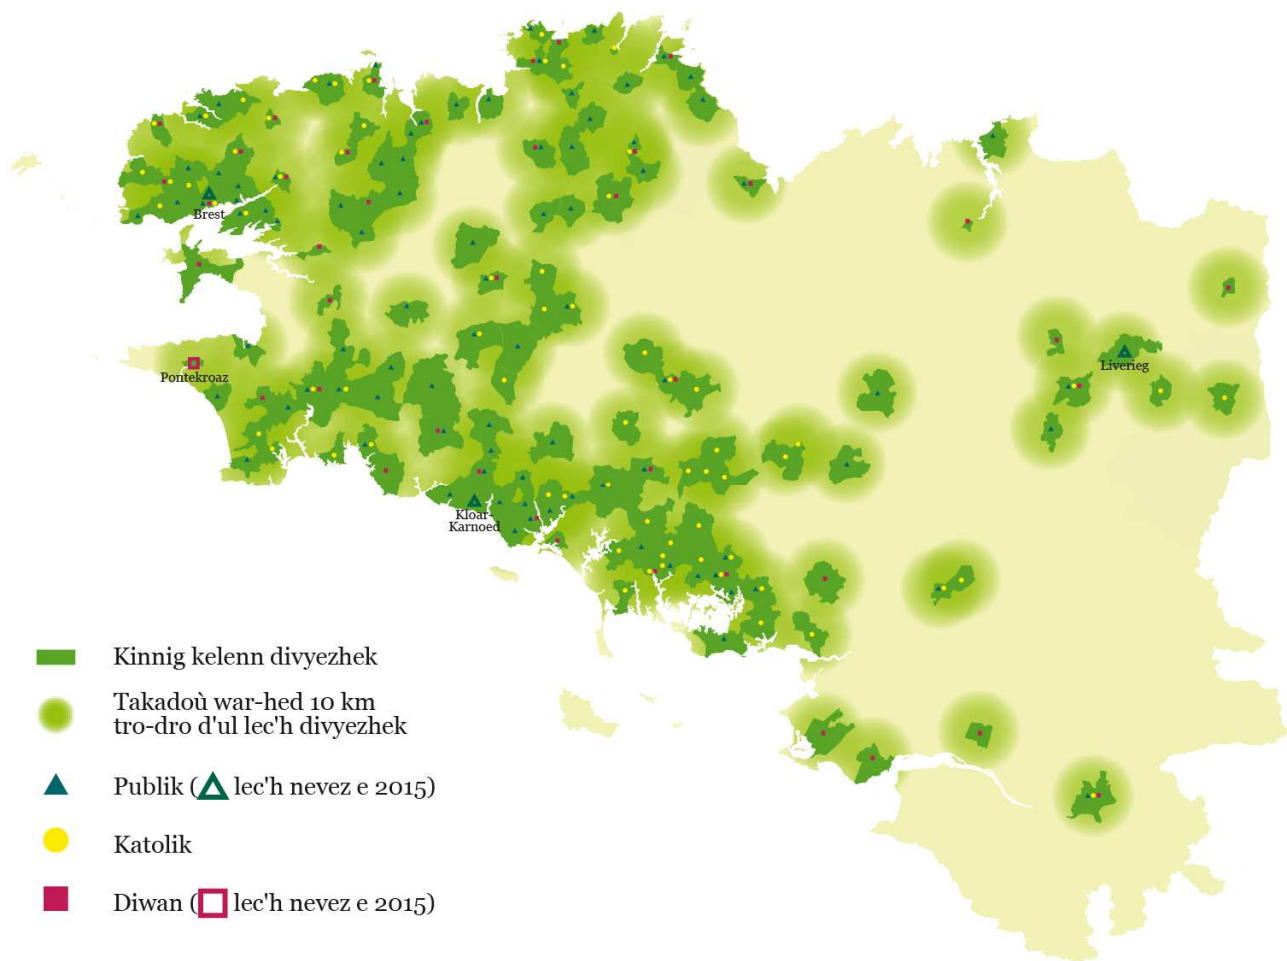 Brest
Pontekroaz
Liverieg
Kloar-
Karnoed
Kinnig kelenn divyezhek
Takadoù war-hed 10 km
tro-dro d'ul lec'h divyezhek
Publik ( lec'h nevez e 2015)
Katolik
Diwan ( lec'h nevez e 2015)